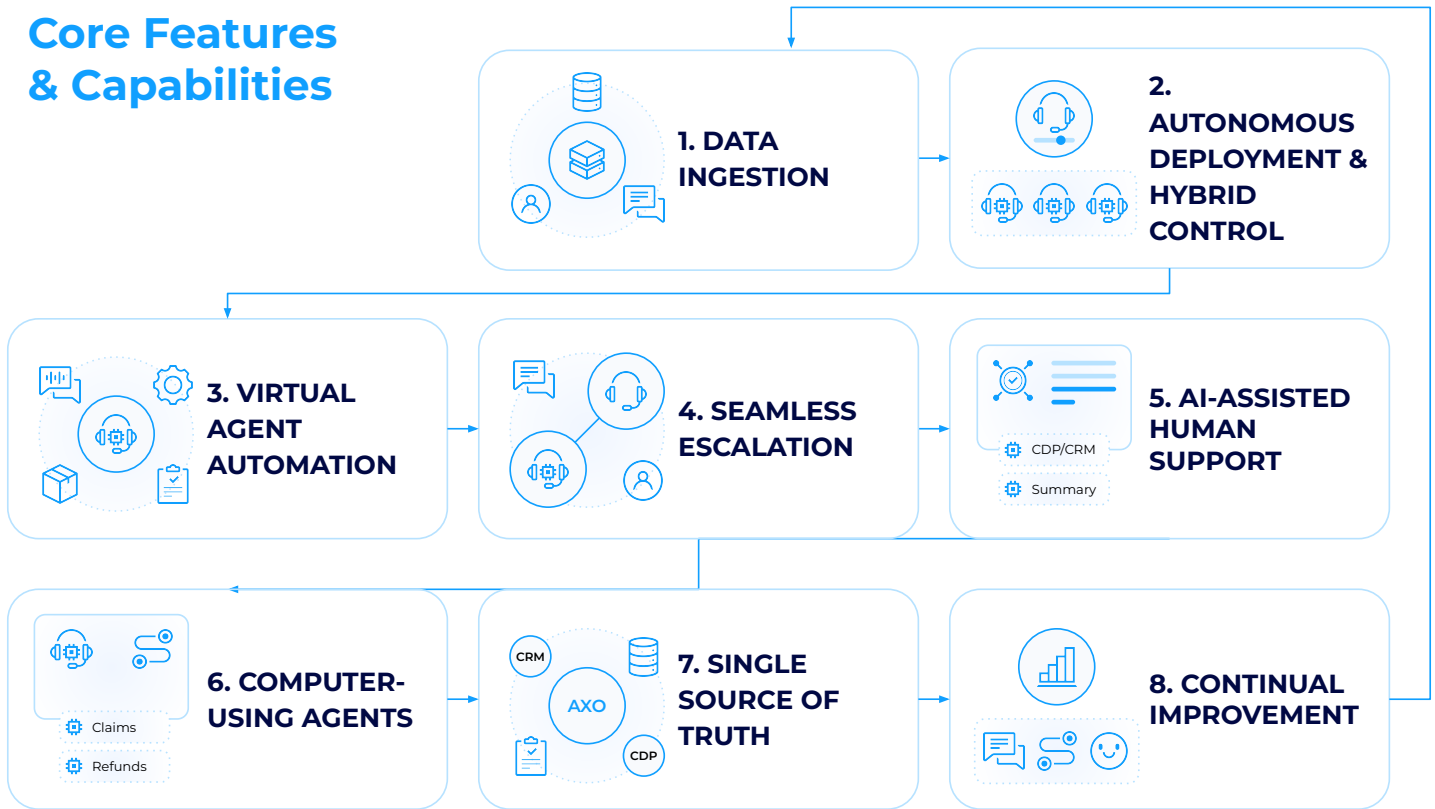 Core Features
& Capabilities
1. DATA
INGESTION
2.
AUTONOMOUS
DEPLOYMENT &
HYBRID
CONTROL
3. VIRTUAL
AGENT
AUTOMATION
4. SEAMLESS
ESCALATION
CDP/CRM
Summary
5. AI-ASSISTED
HUMAN
SUPPORT
Claims
Refunds
6. COMPUTER-
USING AGENTS
CRM
AXO
CDP
7. SINGLE
SOURCE OF
TRUTH
8. CONTINUAL
IMPROVEMENT